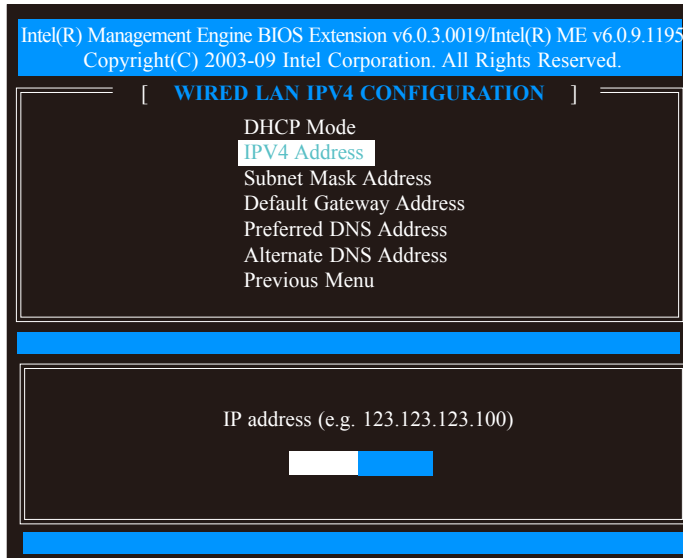 Intel(R) Management Engine BIOS Extension v6.0.3.0019/Intel(R) ME v6.0.9.1195
Copyright(C) 2003-09 Intel Corporation. All Rights Reserved.
[ WIRED LAN IPV4 CONFIGURATION ]
DHCP Mode
IPV4 Address
Subnet Mask Address
Default Gateway Address
Preferred DNS Address
Alternate DNS Address
Previous Menu
IP address (e.g. 123.123.123.100)